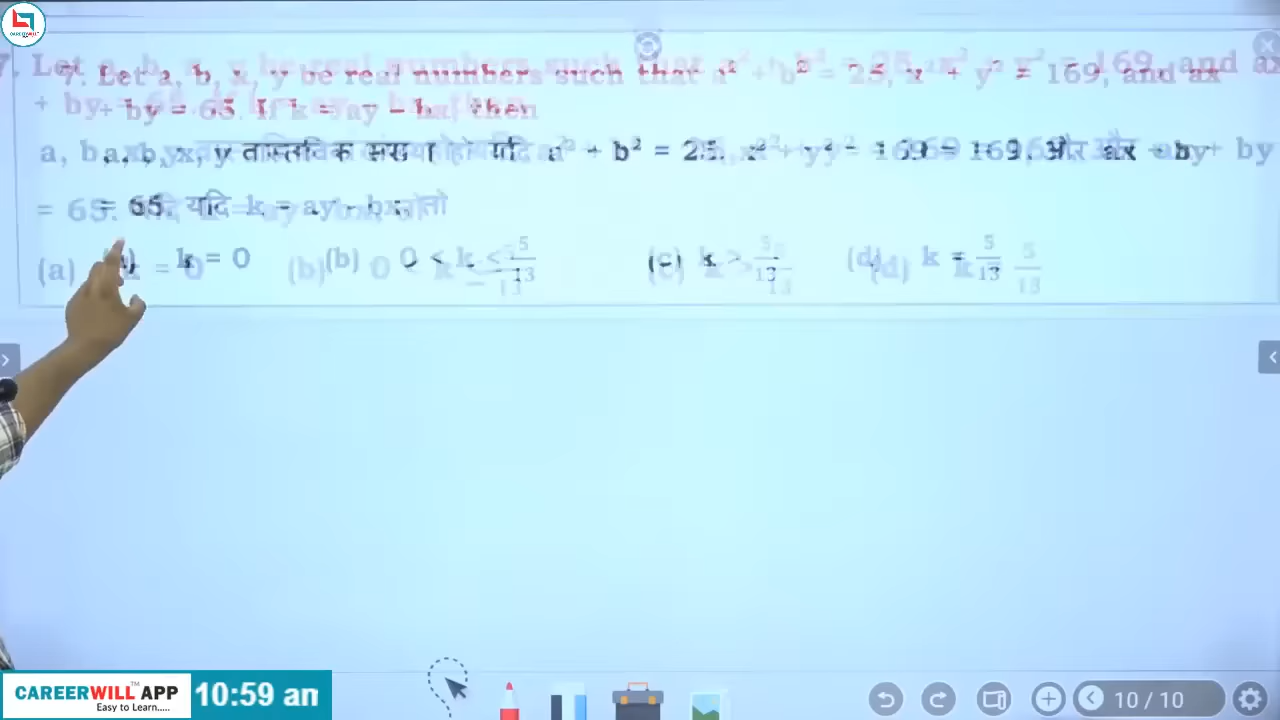 CAREERWILL
7. Let a, b, x, y be real numbers such that a² + b² = 25, x² + y² = 169, and ax
+ by = 65. If k = ay − bx, then
a, b, x, y वास्तविक संख्या हो यदि a² + b² = 25, x² + y² = 169, और ax + by
= 65. यदि k = ay − bx, तो
(a) k = 0 (b) 0 < k ≤ 5/13 (c) k > 5/13 (d) k = 5/13
CAREERWILL™ APP
Easy to Learn.....
10:59 am
10 / 10